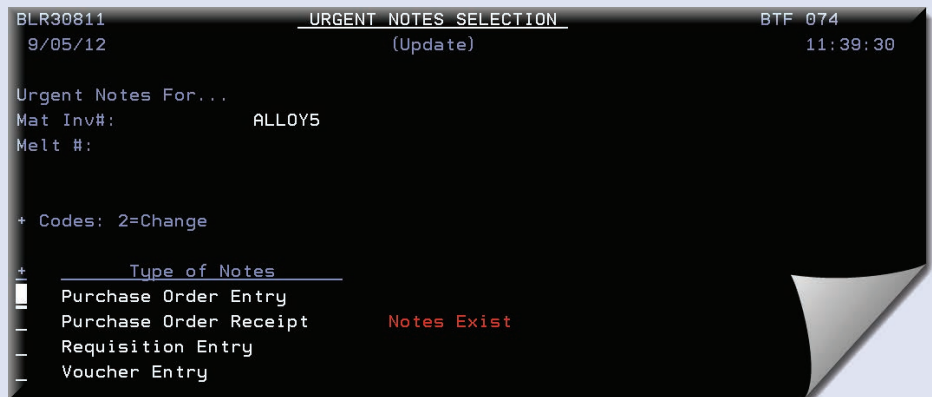 BLR30811 URGENT NOTES SELECTION BTF 074
9/05/12 (Update) 11:39:30
Urgent Notes For...
Mat Inv#: ALLOY5
Melt #:
+ Codes: 2=Change
+ Type of Notes
Purchase Order Entry
_ Purchase Order Receipt Notes Exist
_ Requisition Entry
_ Voucher Entry